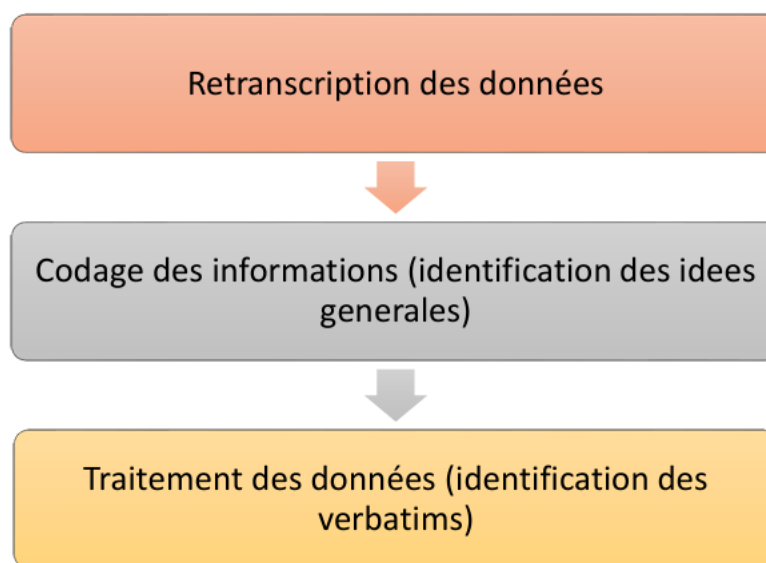 Retranscription des données
Codage des informations (identification des idees
generales)
Traitement des données (identification des
verbatims)